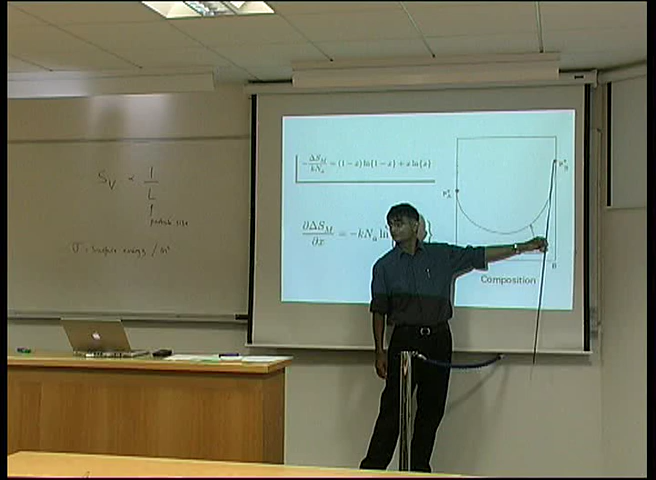 S_V ∝ 1/L
particle size
σ = surface energy / m²
-ΔS_M/kN_a = (1 − x) ln{1 − x} + x ln{x}
∂ΔS_M/∂x = −kN_a ln
Composition
B